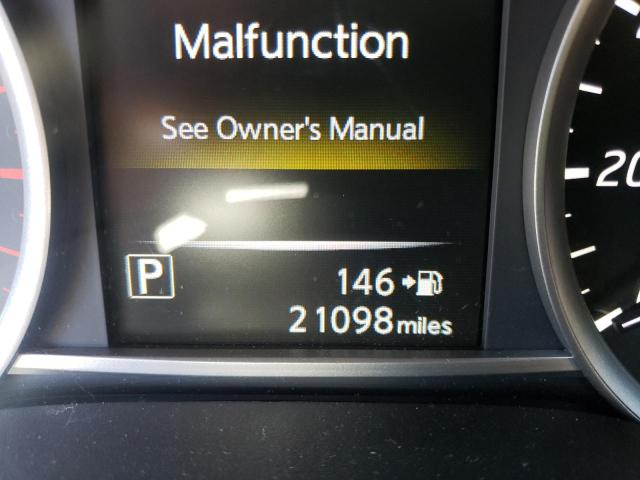 Malfunction
See Owner's Manual
20
P
146
21098 miles